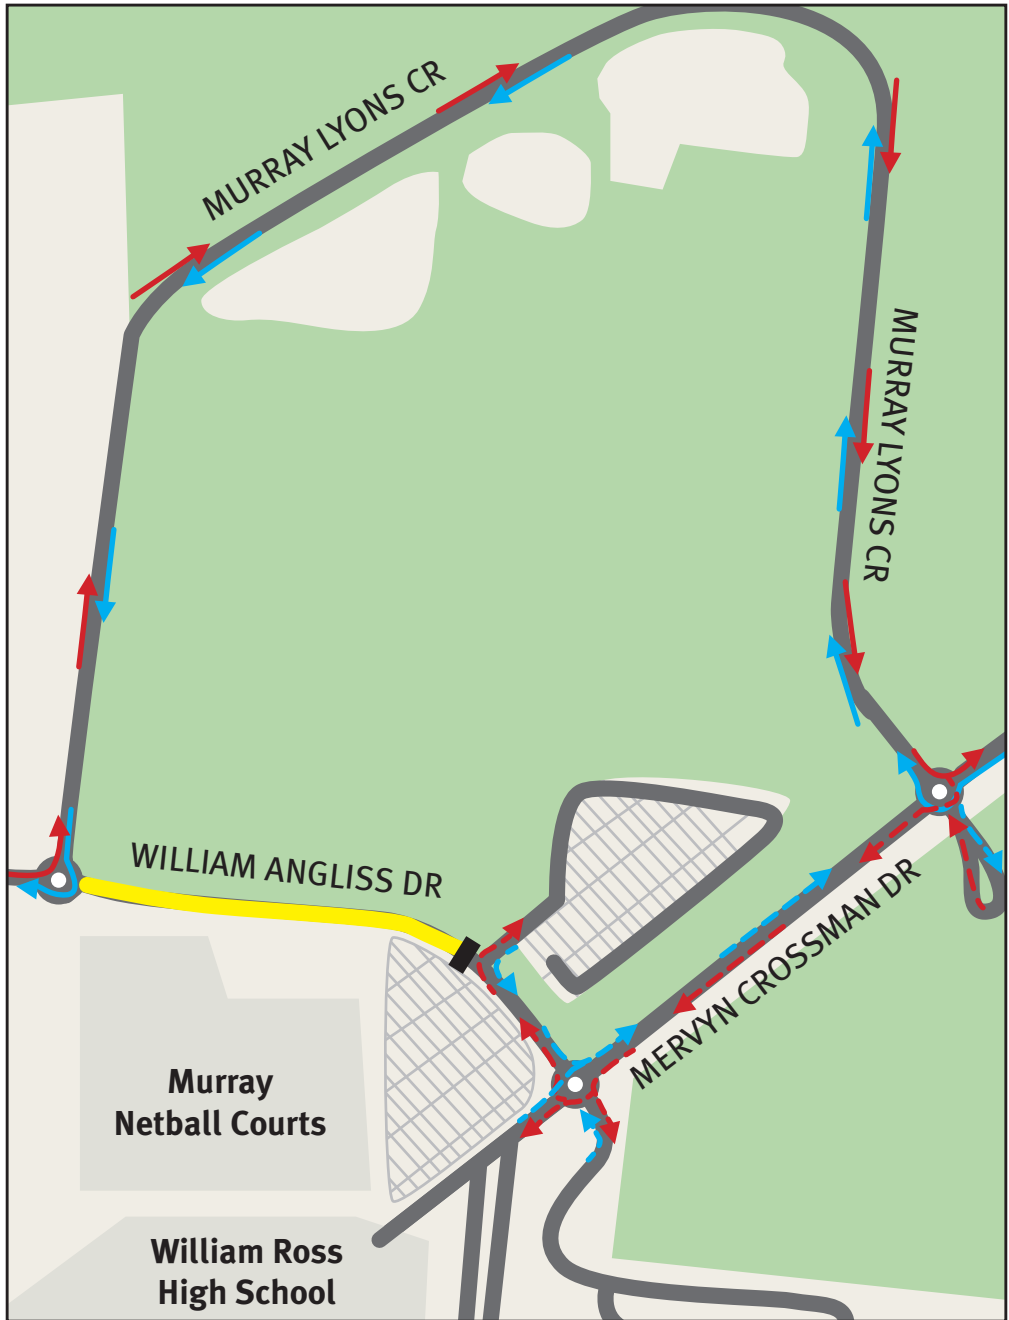 MURRAY LYONS CR
MURRAY LYONS CR
WILLIAM ANGLISS DR
MERVYN CROSSMAN DR
Murray
Netball Courts
William Ross
High School